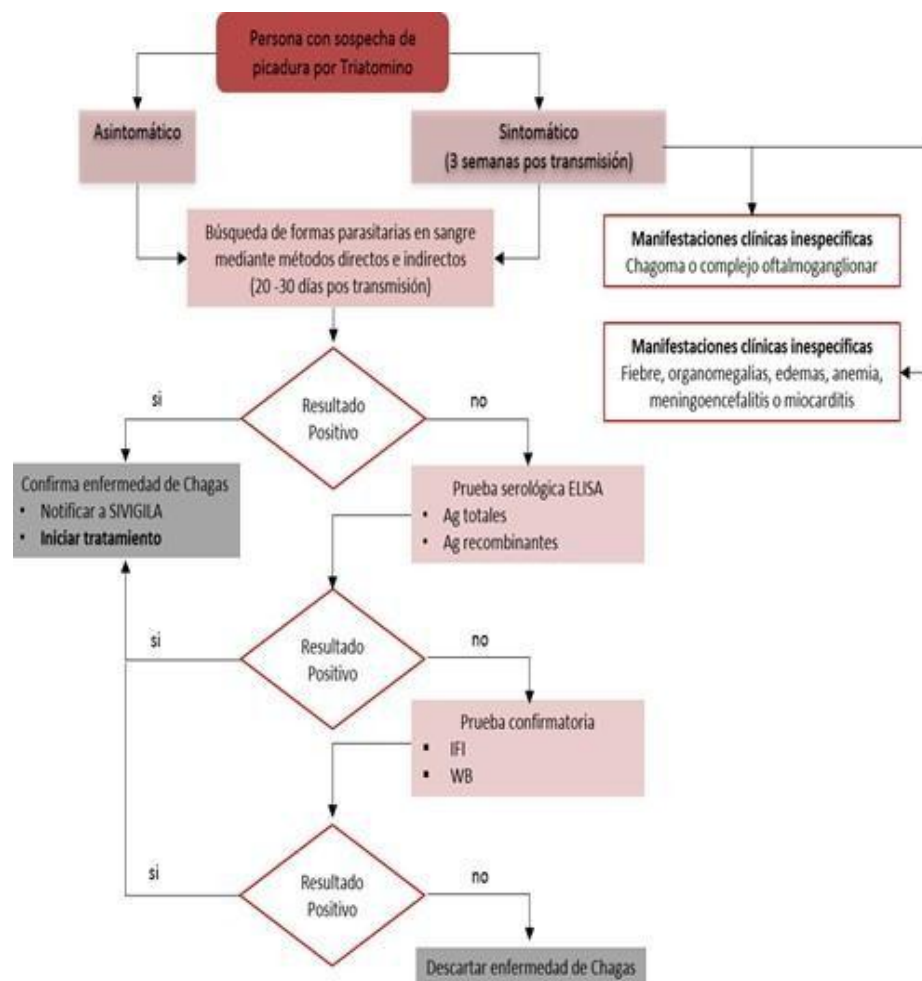 Persona con sospecha de
picadura por Triatomino
Asintomático
Sintomático
(3 semanas pos transmisión)
Búsqueda de formas parasitarias en sangre
mediante métodos directos e indirectos
(20 -30 días pos transmisión)
Manifestaciones clínicas inespecíficas
Chagoma o complejo oftalmoganglionar
Manifestaciones clínicas inespecíficas
Fiebre, organomegalias, edemas, anemia,
meningoencefalitis o miocarditis
si
Resultado
Positivo
no
Confirma enfermedad de Chagas
• Notificar a SIVIGILA
• Iniciar tratamiento
Prueba serológica ELISA
• Ag totales
• Ag recombinantes
si
Resultado
Positivo
no
Prueba confirmatoria
▪ IFI
▪ WB
si
Resultado
Positivo
no
Descartar enfermedad de Chagas